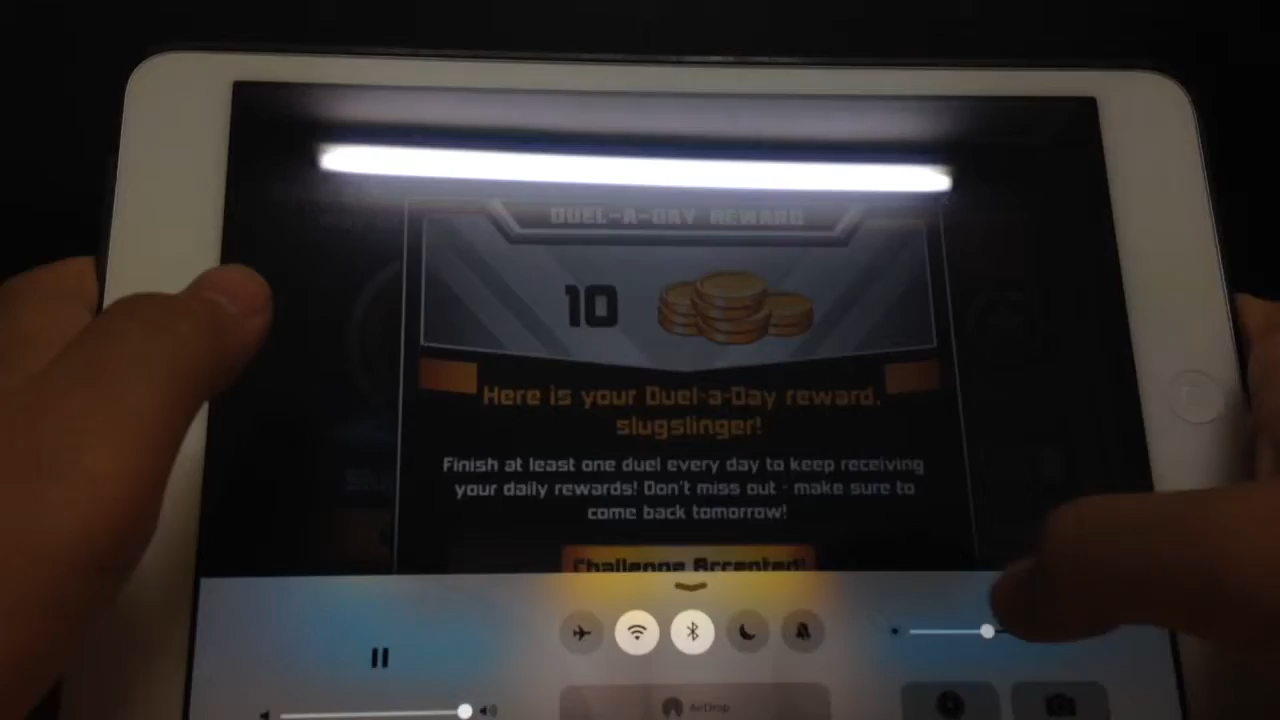 DUEL-A-DAY REWARD
10
Here is your Duel-a-Day reward,
slugslinger!
Finish at least one duel every day to keep receiving
your daily rewards! Don't miss out - make sure to
come back tomorrow!
Challenge Accepted!
AirDrop